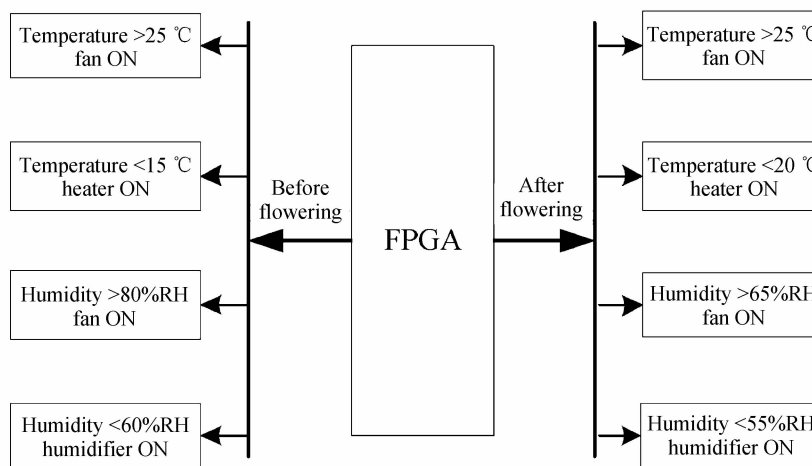 Temperature >25 ℃
fan ON
Temperature <15 ℃
heater ON
Humidity >80%RH
fan ON
Humidity <60%RH
humidifier ON
Before
flowering
FPGA
After
flowering
Temperature >25 ℃
fan ON
Temperature <20 ℃
heater ON
Humidity >65%RH
fan ON
Humidity <55%RH
humidifier ON